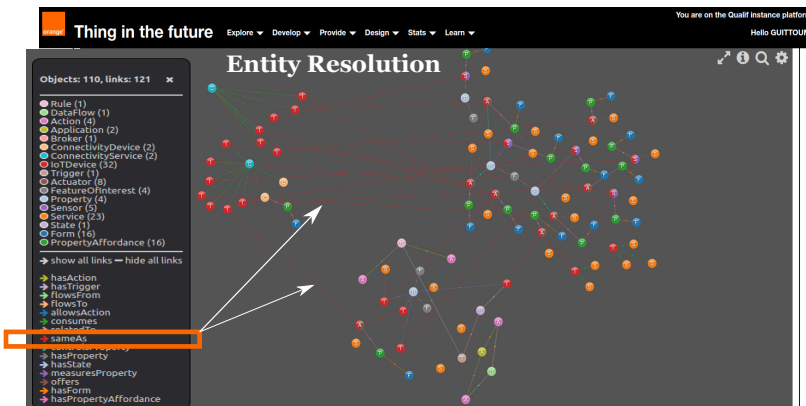 You are on the Qualif instance platfor
orange
Thing in the future
Explore Develop Provide Design Stats Learn
Hello GUITTOUM
Entity Resolution
Objects: 110, links: 121
Rule (1)
DataFlow (1)
Action (4)
Application (2)
Broker (1)
ConnectivityDevice (2)
ConnectivityService (2)
IoTDevice (32)
Trigger (1)
Actuator (8)
FeatureOfInterest (4)
Property (4)
Sensor (5)
Service (23)
State (1)
Form (16)
PropertyAffordance (16)
show all links hide all links
hasAction
hasTrigger
flowsFrom
flowsTo
allowsAction
consumes
relatedTo
sameAs
controlsProperty
hasProperty
hasState
measuresProperty
offers
hasForm
hasPropertyAffordance